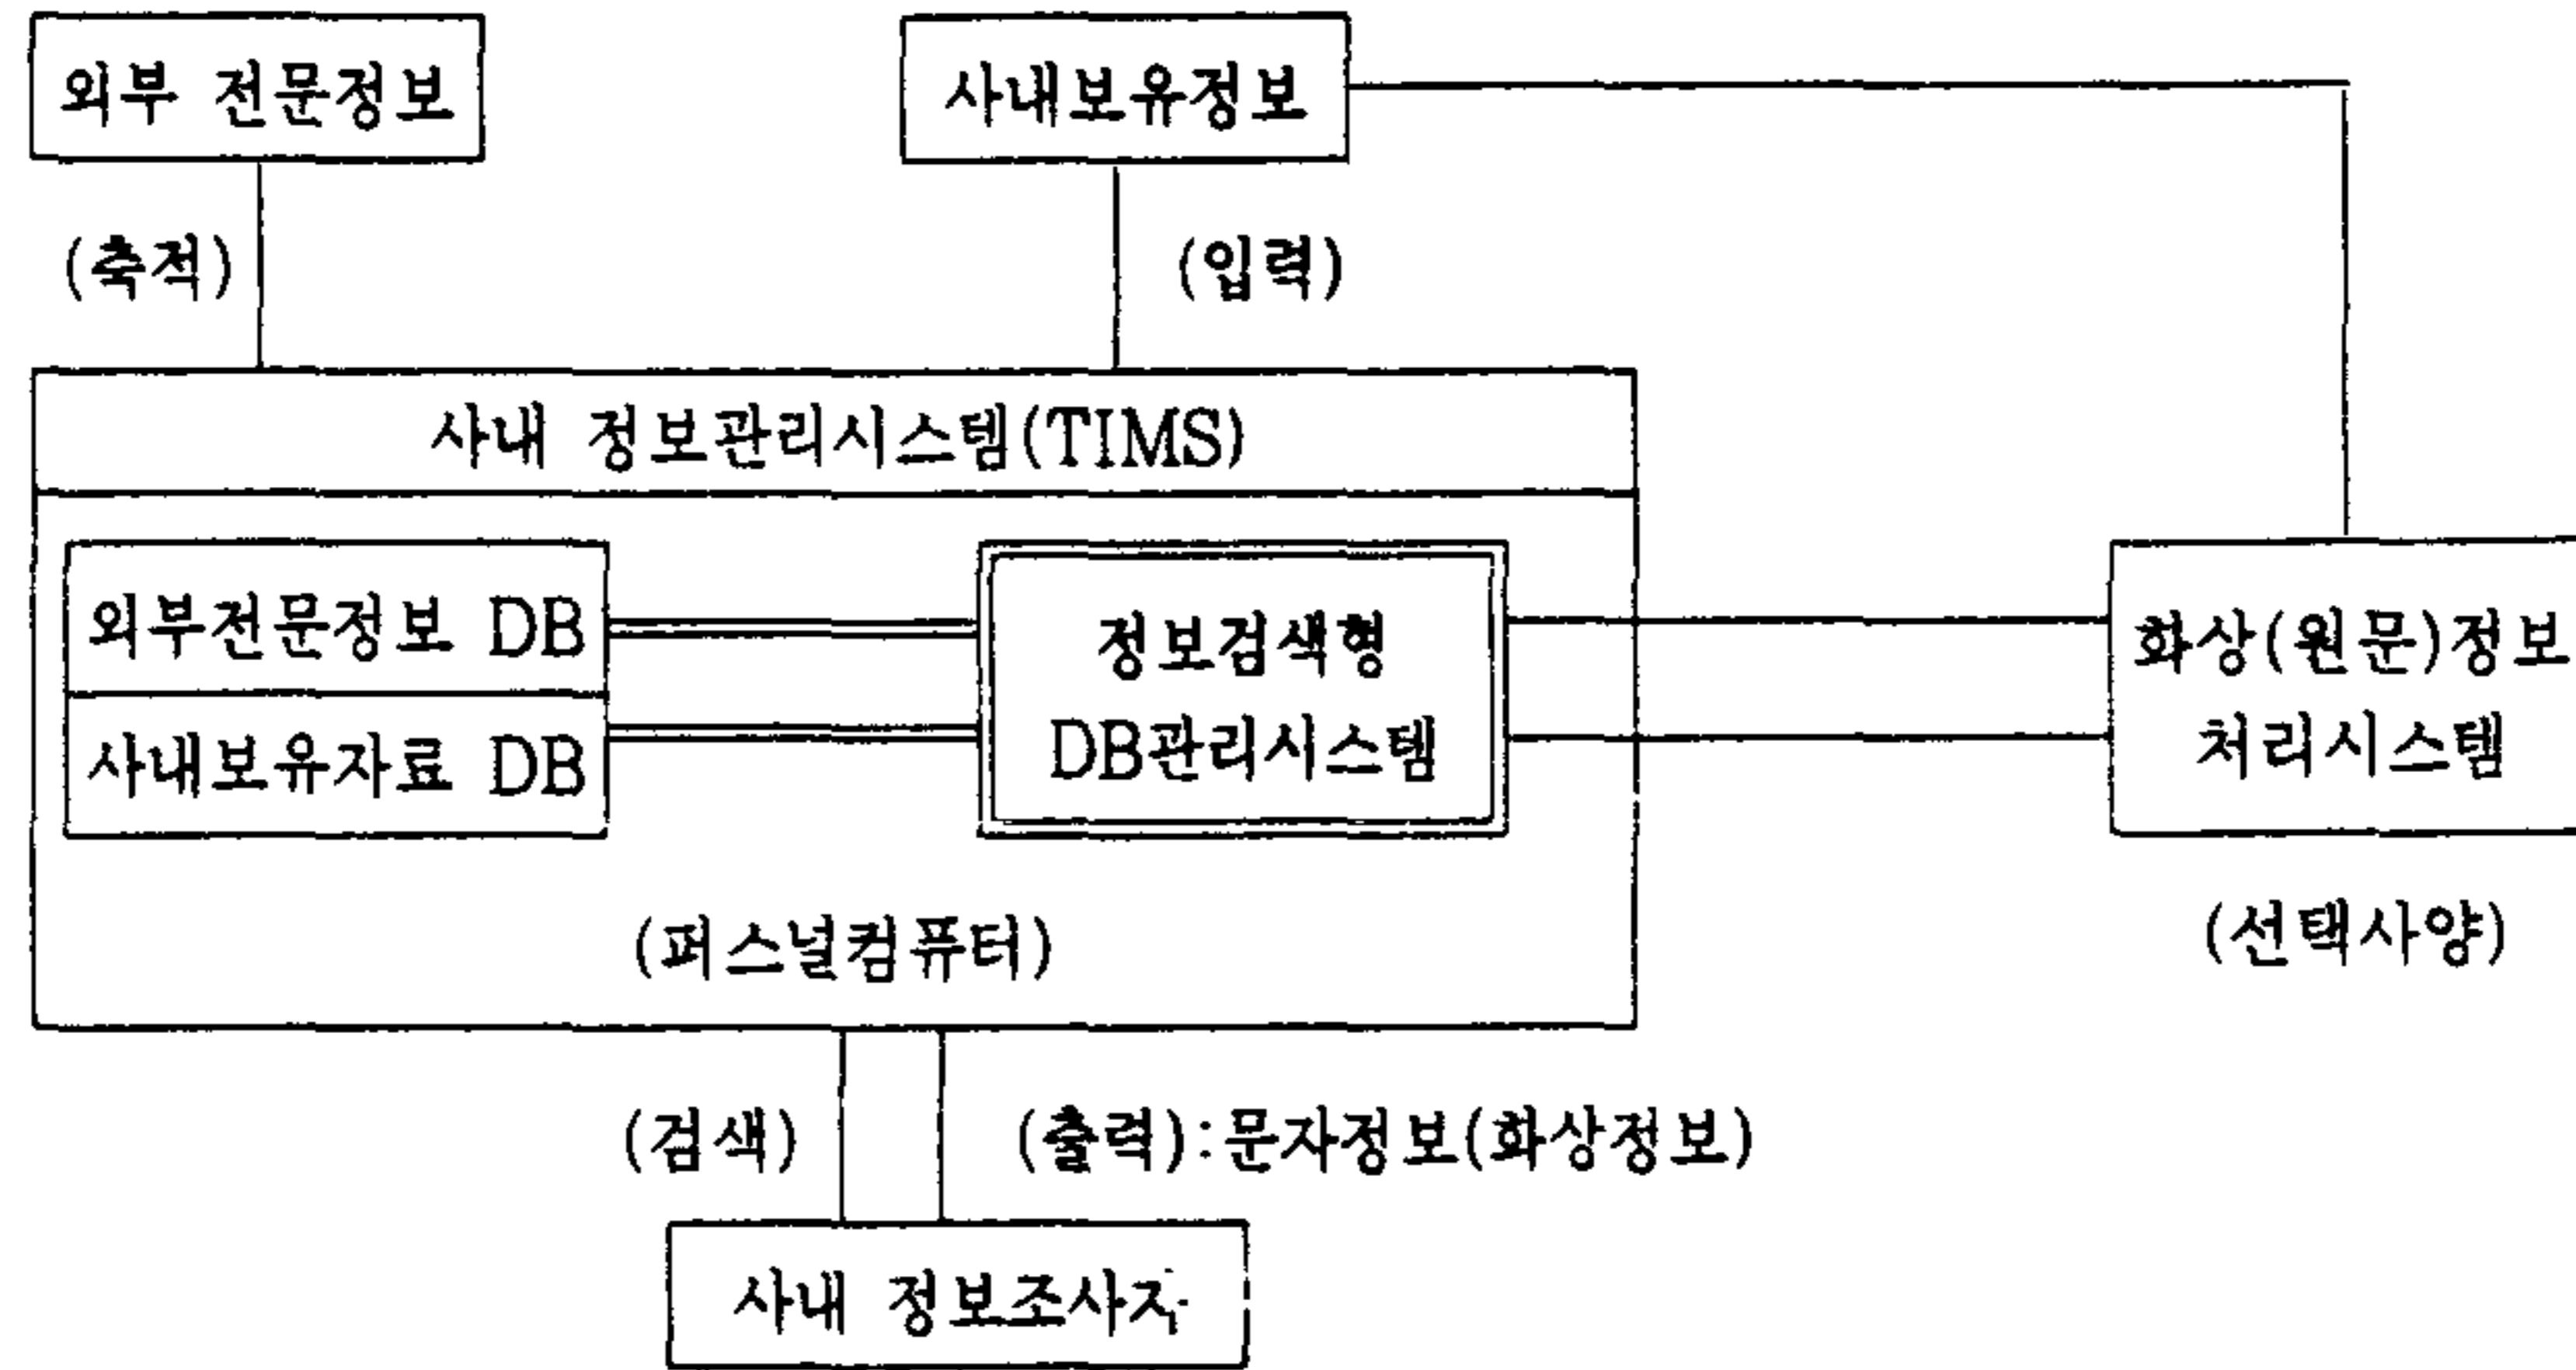 외부 전문정보
사내보유정보
(축적)
(입력)
사내 정보관리시스템(TIMS)
외부전문정보 DB
사내보유자료 DB
정보검색형
DB관리시스템
화상(원문)정보
처리시스템
(퍼스널컴퓨터)
(선택사양)
(검색)
(출력):문자정보(화상정보)
사내 정보조사자